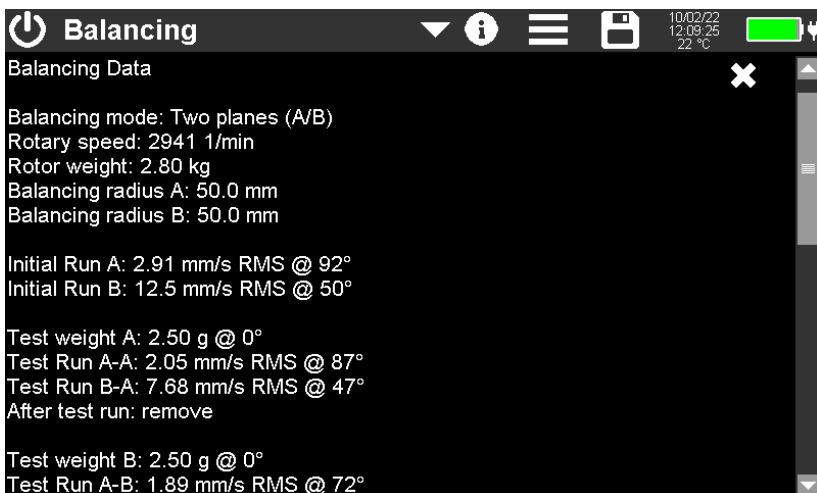 Balancing
10/02/22
12:09:25
22 °C
Balancing Data
Balancing mode: Two planes (A/B)
Rotary speed: 2941 1/min
Rotor weight: 2.80 kg
Balancing radius A: 50.0 mm
Balancing radius B: 50.0 mm
Initial Run A: 2.91 mm/s RMS @ 92°
Initial Run B: 12.5 mm/s RMS @ 50°
Test weight A: 2.50 g @ 0°
Test Run A-A: 2.05 mm/s RMS @ 87°
Test Run B-A: 7.68 mm/s RMS @ 47°
After test run: remove
Test weight B: 2.50 g @ 0°
Test Run A-B: 1.89 mm/s RMS @ 72°